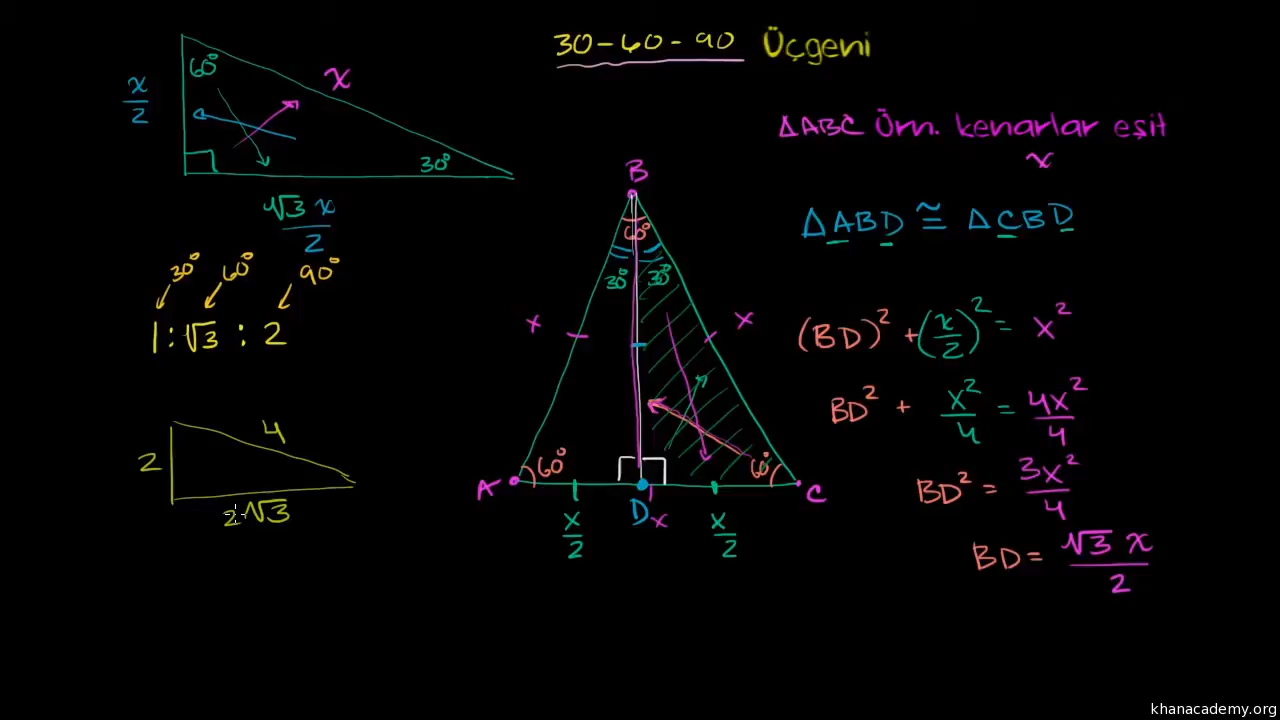 30-60-90 Üçgeni
60°
x
x/2
30°
√3 x/2
30° 60° 90°
1 : √3 : 2
4
2
2√3
B
60°
30° 30°
x x
60° 60°
A D C
x
x/2 x/2
ΔABC Örn. kenarlar eşit
x
ΔABD ≅ ΔCBD
(BD)² + (x/2)² = x²
BD² + x²/4 = 4x²/4
BD² = 3x²/4
BD = √3 x/2
khanacademy.org